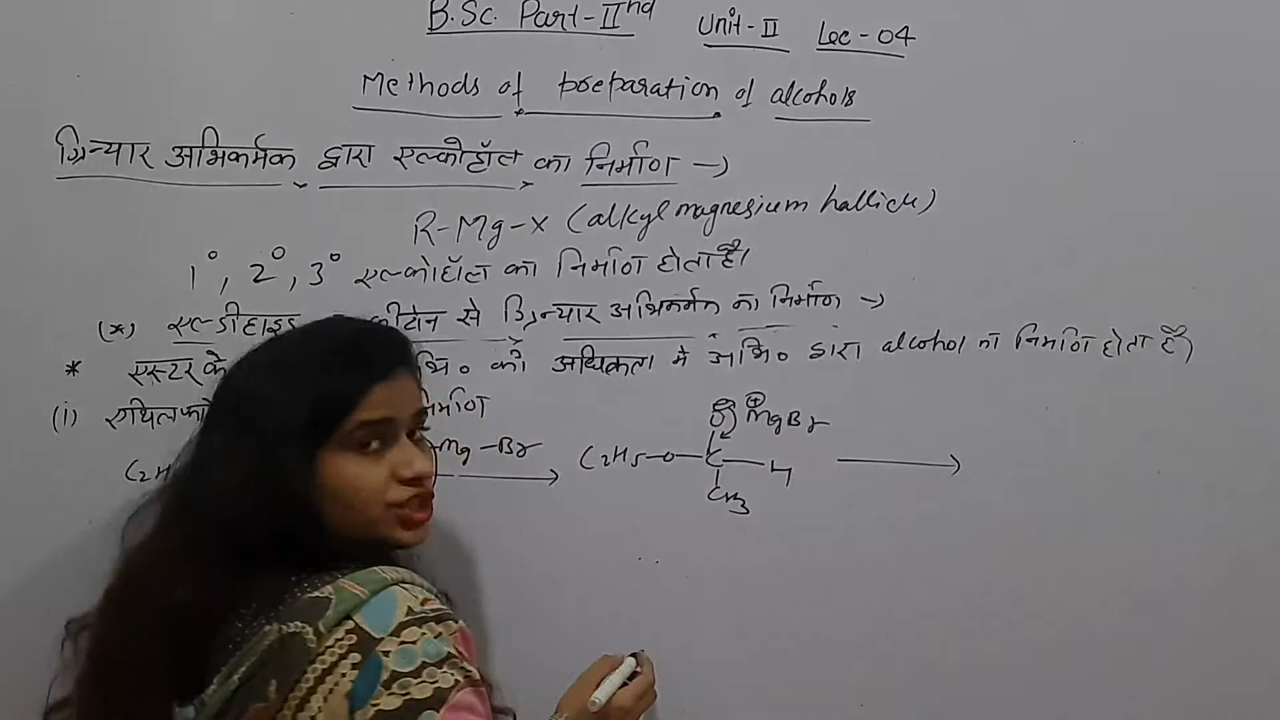 B.Sc. Part-IInd Unit-II Lec-04
Methods of preparation of alcohols
ग्रिन्यार अभिकर्मक द्वारा एल्कोहॉल का निर्माण →
R-Mg-X (alkyl magnesium hallide)
1°, 2°, 3° एल्कोहॉल का निर्माण होता है।
(*) एल्डीहाइड कीटोन से ग्रिन्यार अभिकर्मक का निर्माण →
* एस्टर के अभि० की अधिकता में अभि० द्वारा alcohol का निर्माण होता है
(i) एथिल निर्माण
-Mg-Br
C2H5-O-C-H
O ⊕MgBr
CH3